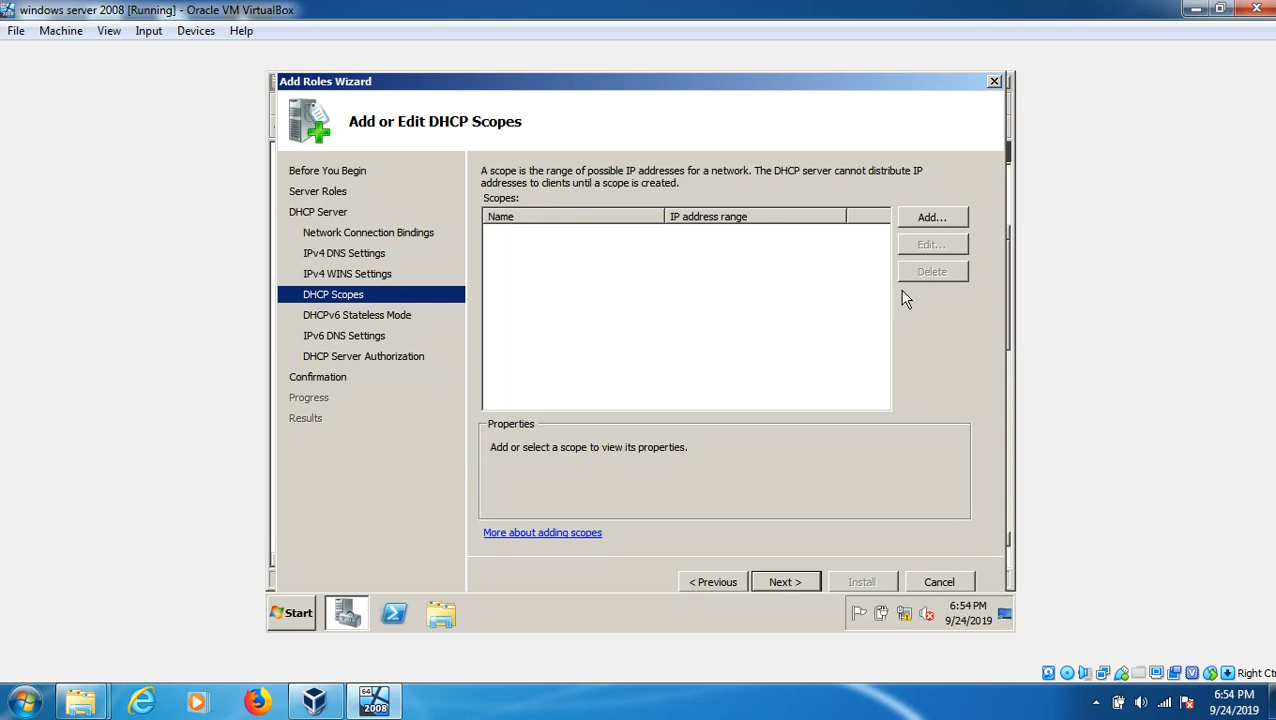 windows server 2008 [Running] - Oracle VM VirtualBox
File Machine View Input Devices Help
Add Roles Wizard
Add or Edit DHCP Scopes
Before You Begin
Server Roles
DHCP Server
Network Connection Bindings
IPv4 DNS Settings
IPv4 WINS Settings
DHCP Scopes
DHCPv6 Stateless Mode
IPv6 DNS Settings
DHCP Server Authorization
Confirmation
Progress
Results
A scope is the range of possible IP addresses for a network. The DHCP server cannot distribute IP
addresses to clients until a scope is created.
Scopes:
Name IP address range
Add...
Edit...
Delete
Properties
Add or select a scope to view its properties.
More about adding scopes
< Previous Next > Install Cancel
Start
6:54 PM
9/24/2019
Right Ct
64
2008
6:54 PM
9/24/2019